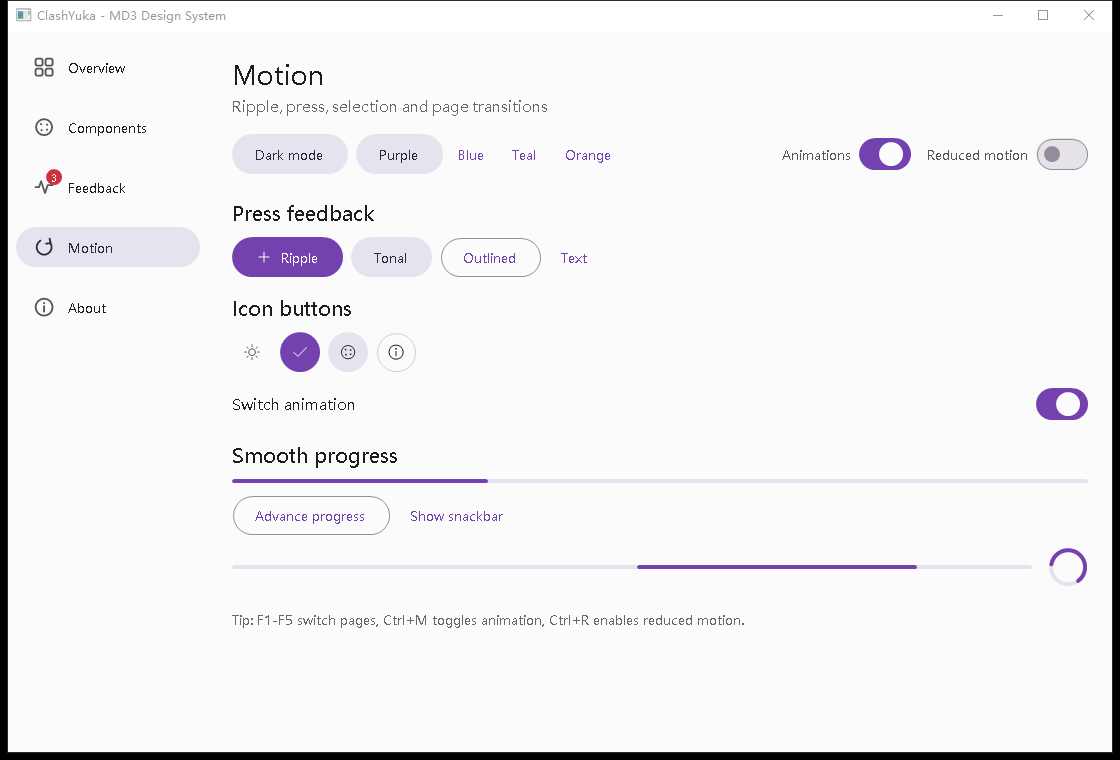 ClashYuka - MD3 Design System
Overview
Components
3
Feedback
Motion
About
Motion
Ripple, press, selection and page transitions
Dark mode Purple Blue Teal Orange Animations Reduced motion
Press feedback
Ripple Tonal Outlined Text
Icon buttons
Switch animation
Smooth progress
Advance progress Show snackbar
Tip: F1-F5 switch pages, Ctrl+M toggles animation, Ctrl+R enables reduced motion.